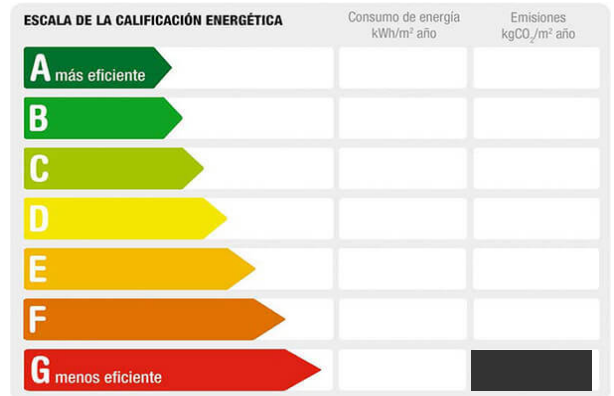 ESCALA DE LA CALIFICACIÓN ENERGÉTICA
Consumo de energía
kWh/m² año
Emisiones
kgCO₂/m² año
A más eficiente
B
C
D
E
F
G menos eficiente